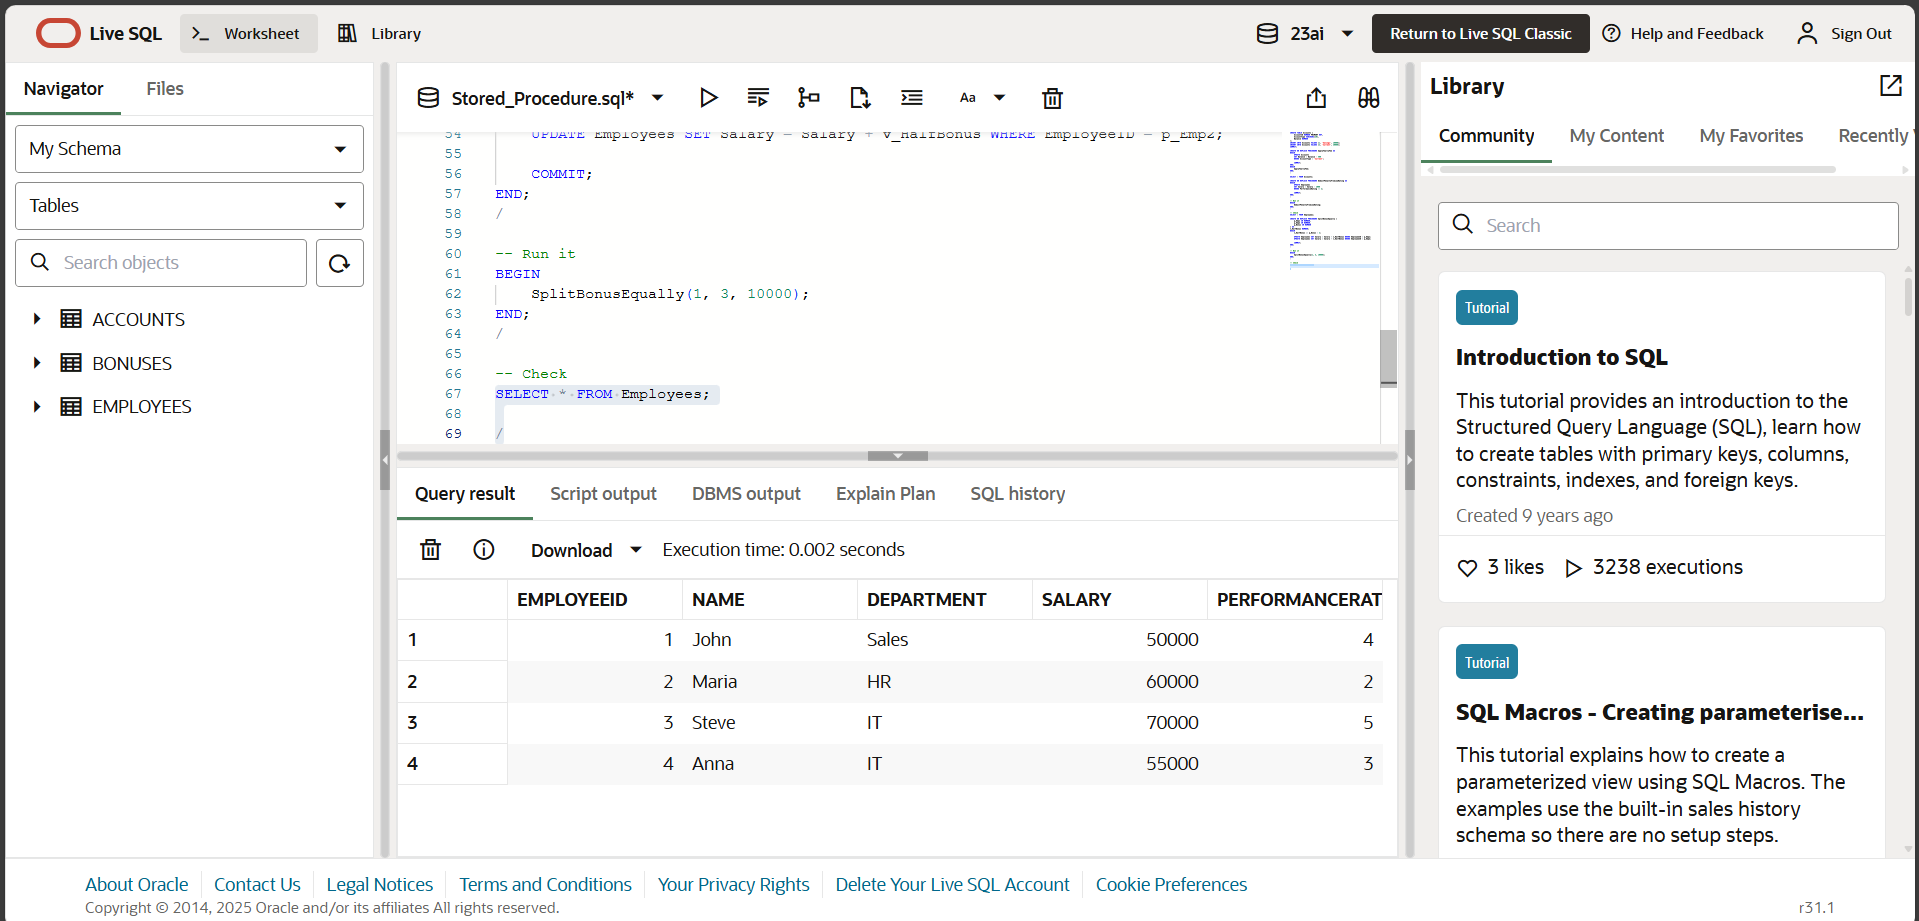 Live SQL
Worksheet
Library
23ai
Return to Live SQL Classic
Help and Feedback
Sign Out
Navigator
Files
My Schema
Tables
Search objects
ACCOUNTS
BONUSES
EMPLOYEES
Stored_Procedure.sql*
Aa
54 UPDATE Employees SET Salary = Salary + v_HalfBonus WHERE EmployeeID = p_Emp2;
55
56 COMMIT;
57 END;
58 /
59
60 -- Run it
61 BEGIN
62 SplitBonusEqually(1, 3, 10000);
63 END;
64 /
65
66 -- Check
67 SELECT * FROM Employees;
68
69 /
Query result
Script output
DBMS output
Explain Plan
SQL history
Download
Execution time: 0.002 seconds
EMPLOYEEID NAME DEPARTMENT SALARY PERFORMANCERAT
1 1 John Sales 50000 4
2 2 Maria HR 60000 2
3 3 Steve IT 70000 5
4 4 Anna IT 55000 3
Library
Community
My Content
My Favorites
Recently
Search
Tutorial
Introduction to SQL
This tutorial provides an introduction to the
Structured Query Language (SQL), learn how
to create tables with primary keys, columns,
constraints, indexes, and foreign keys.
Created 9 years ago
3 likes
3238 executions
Tutorial
SQL Macros - Creating parameterise...
This tutorial explains how to create a
parameterized view using SQL Macros. The
examples use the built-in sales history
schema so there are no setup steps.
About Oracle
Contact Us
Legal Notices
Terms and Conditions
Your Privacy Rights
Delete Your Live SQL Account
Cookie Preferences
Copyright © 2014, 2025 Oracle and/or its affiliates All rights reserved.
r31.1